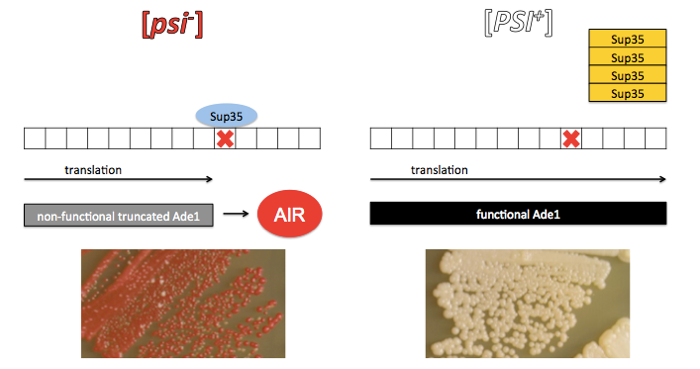 [psi-]
[PSI+]
Sup35
Sup35
Sup35
Sup35
Sup35
translation
translation
non-functional truncated Ade1
AIR
functional Ade1